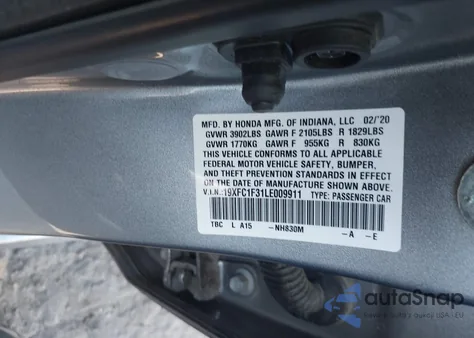 MFD. BY HONDA MFG. OF INDIANA, LLC 02/20
GVWR 3902LBS GAWR F 2105LBS R 1829LBS
GVWR 1770KG GAWR F 955KG R 830KG
THIS VEHICLE CONFORMS TO ALL APPLICABLE
FEDERAL MOTOR VEHICLE SAFETY, BUMPER,
AND THEFT PREVENTION STANDARDS IN EFFECT
ON THE DATE OF MANUFACTURE SHOWN ABOVE.
V.I.N.:19XFC1F31LE009911 TYPE: PASSENGER CAR
TBC L A15 -NH830M -A -E
autoSnap